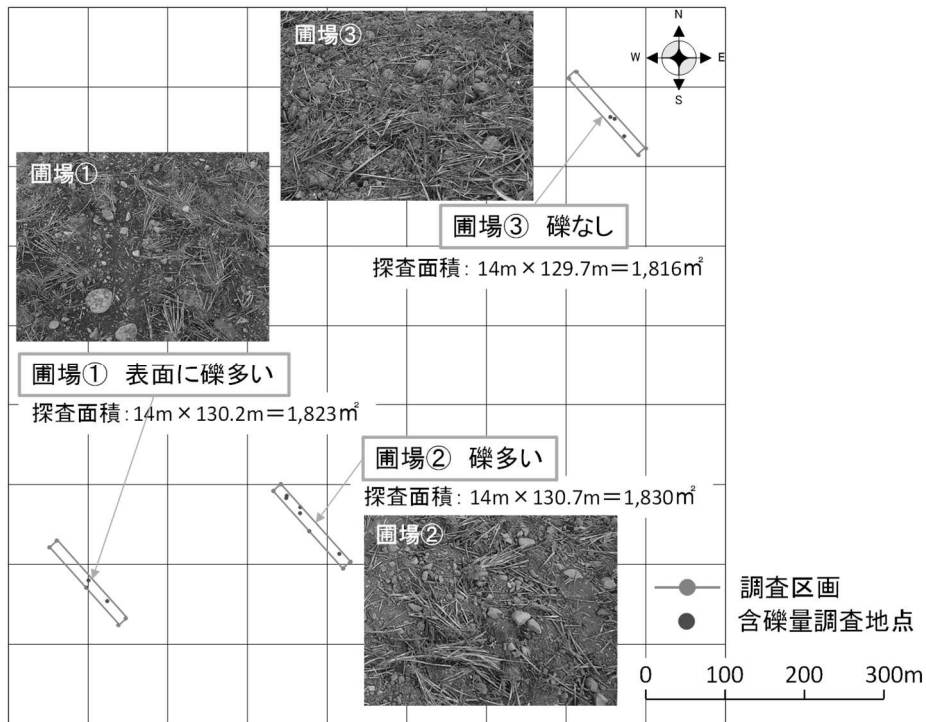 圃場③
N
W
E
S
圃場①
圃場③ 礫なし
探査面積: 14m×129.7m=1,816㎡
圃場① 表面に礫多い
探査面積:14m×130.2m=1,823㎡
圃場② 礫多い
探査面積: 14m×130.7m=1,830㎡
圃場②
調査区画
含礫量調査地点
0 100 200 300m